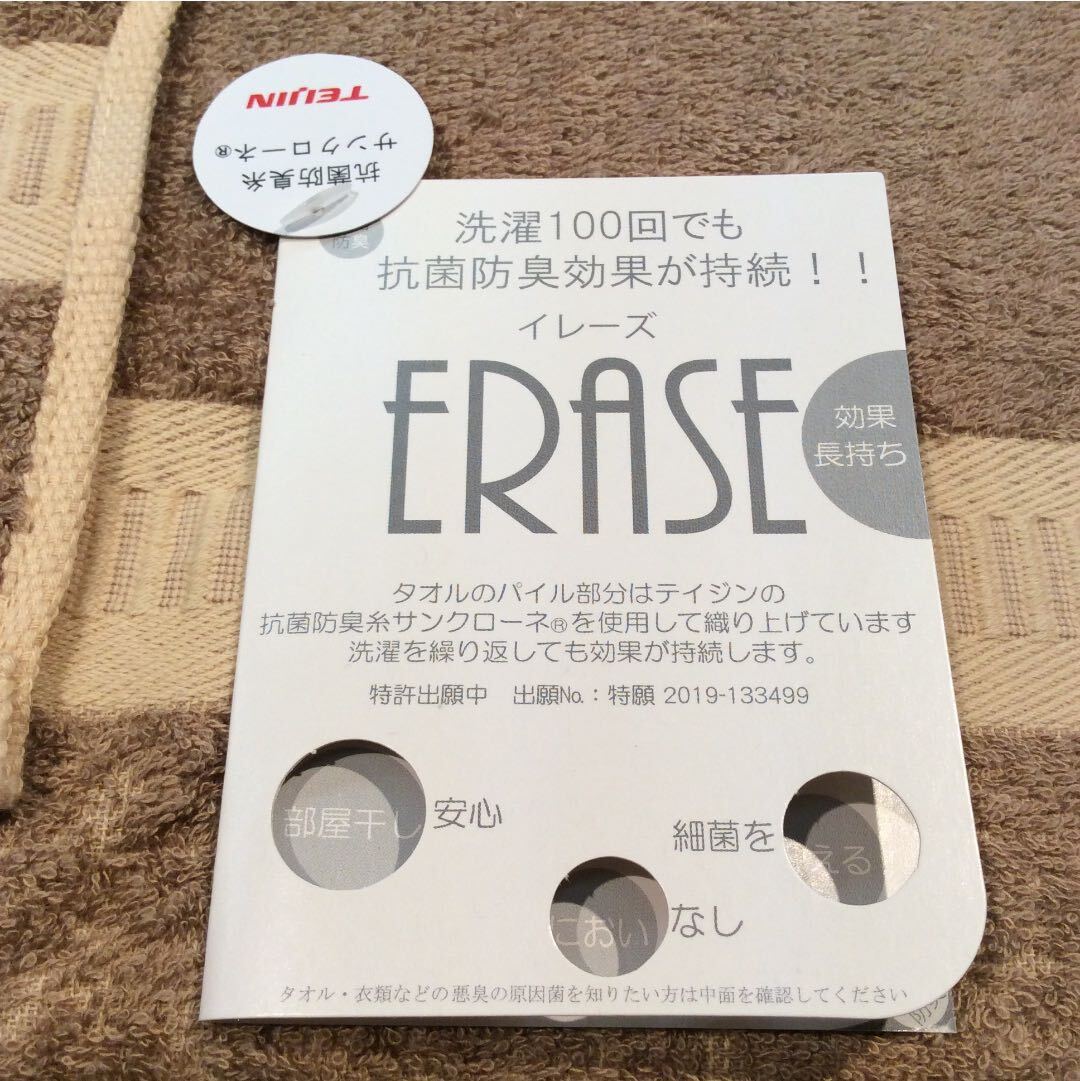 TEIJIN
サンクローネ®
抗菌防臭糸
防臭
洗濯100回でも
抗菌防臭効果が持続！！
イレーズ
ERASE
効果
長持ち
タオルのパイル部分はテイジンの
抗菌防臭糸サンクローネ®を使用して織り上げています
洗濯を繰り返しても効果が持続します。
特許出願中　出願No.：特願 2019-133499
部屋干し安心
細菌を
える
においなし
タオル・衣類などの悪臭の原因菌を知りたい方は中面を確認してください